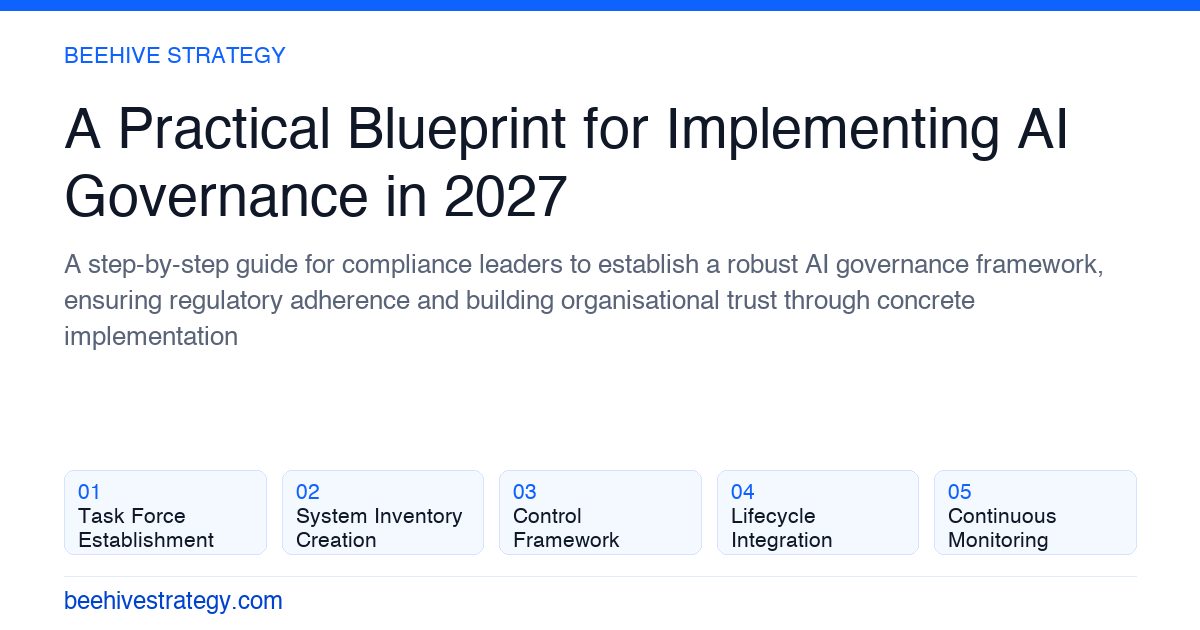 BEEHIVE STRATEGY
A Practical Blueprint for Implementing AI
Governance in 2027
A step-by-step guide for compliance leaders to establish a robust AI governance framework,
ensuring regulatory adherence and building organisational trust through concrete
implementation
01
Task Force
Establishment
02
System Inventory
Creation
03
Control
Framework
04
Lifecycle
Integration
05
Continuous
Monitoring
beehivestrategy.com